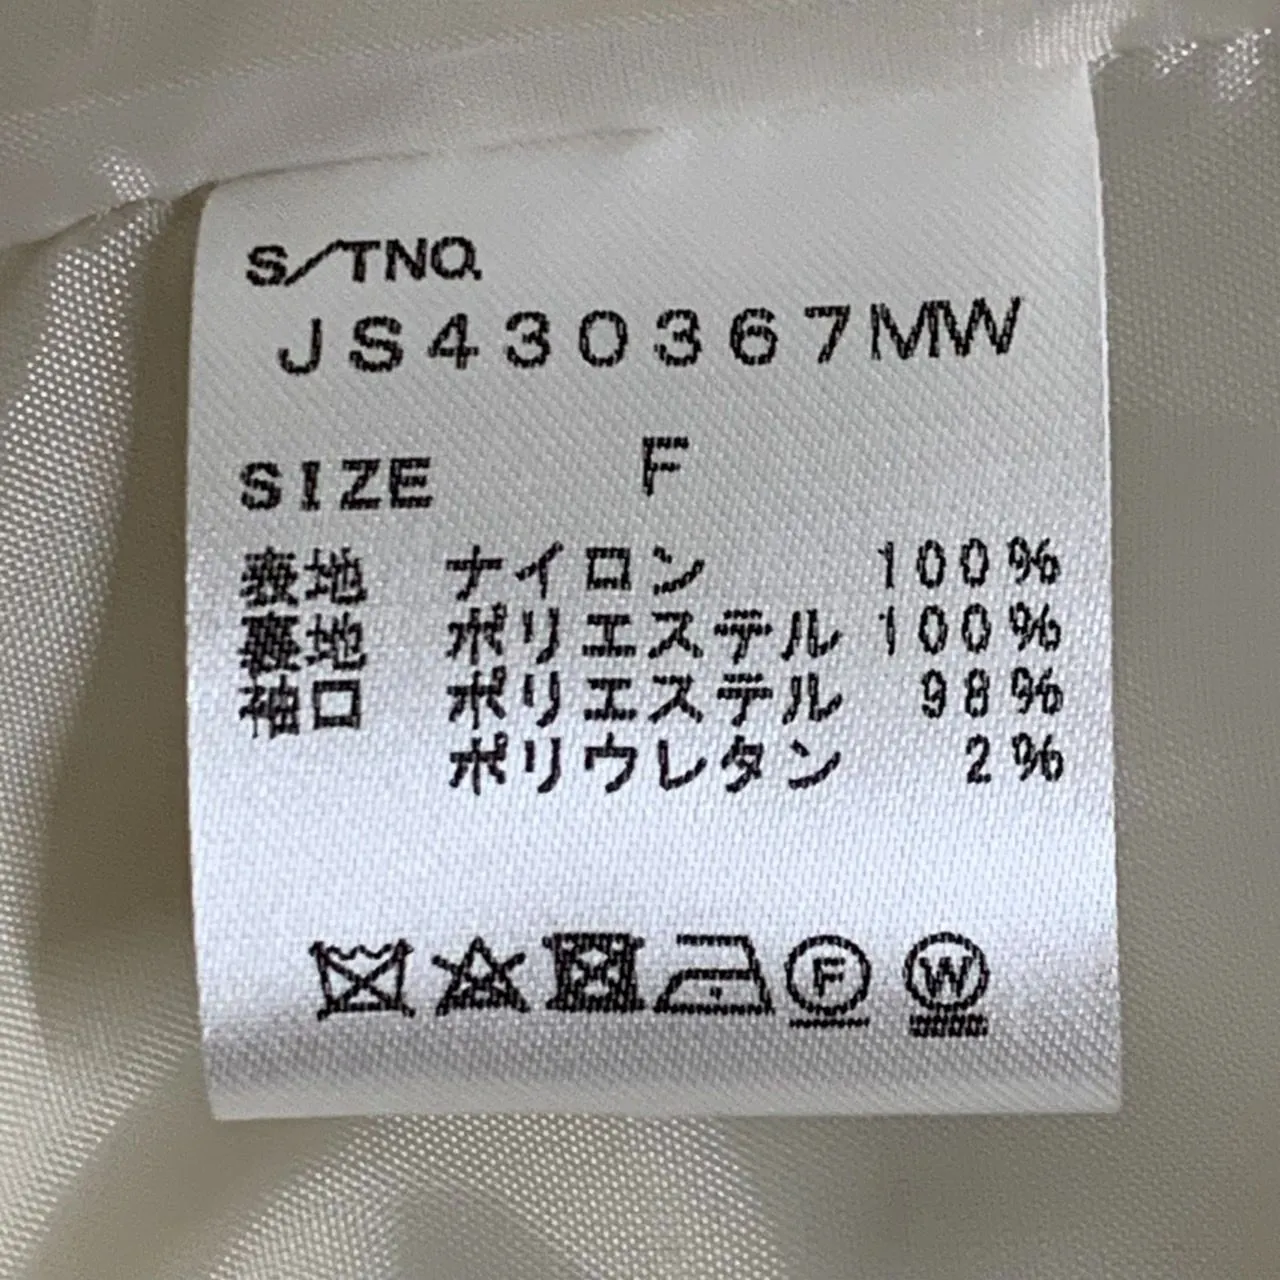 S/TNO.
JS430367MW
SIZE F
表地 ナイロン 100%
裏地 ポリエステル 100%
袖口 ポリエステル 98%
ポリウレタン 2%
F W